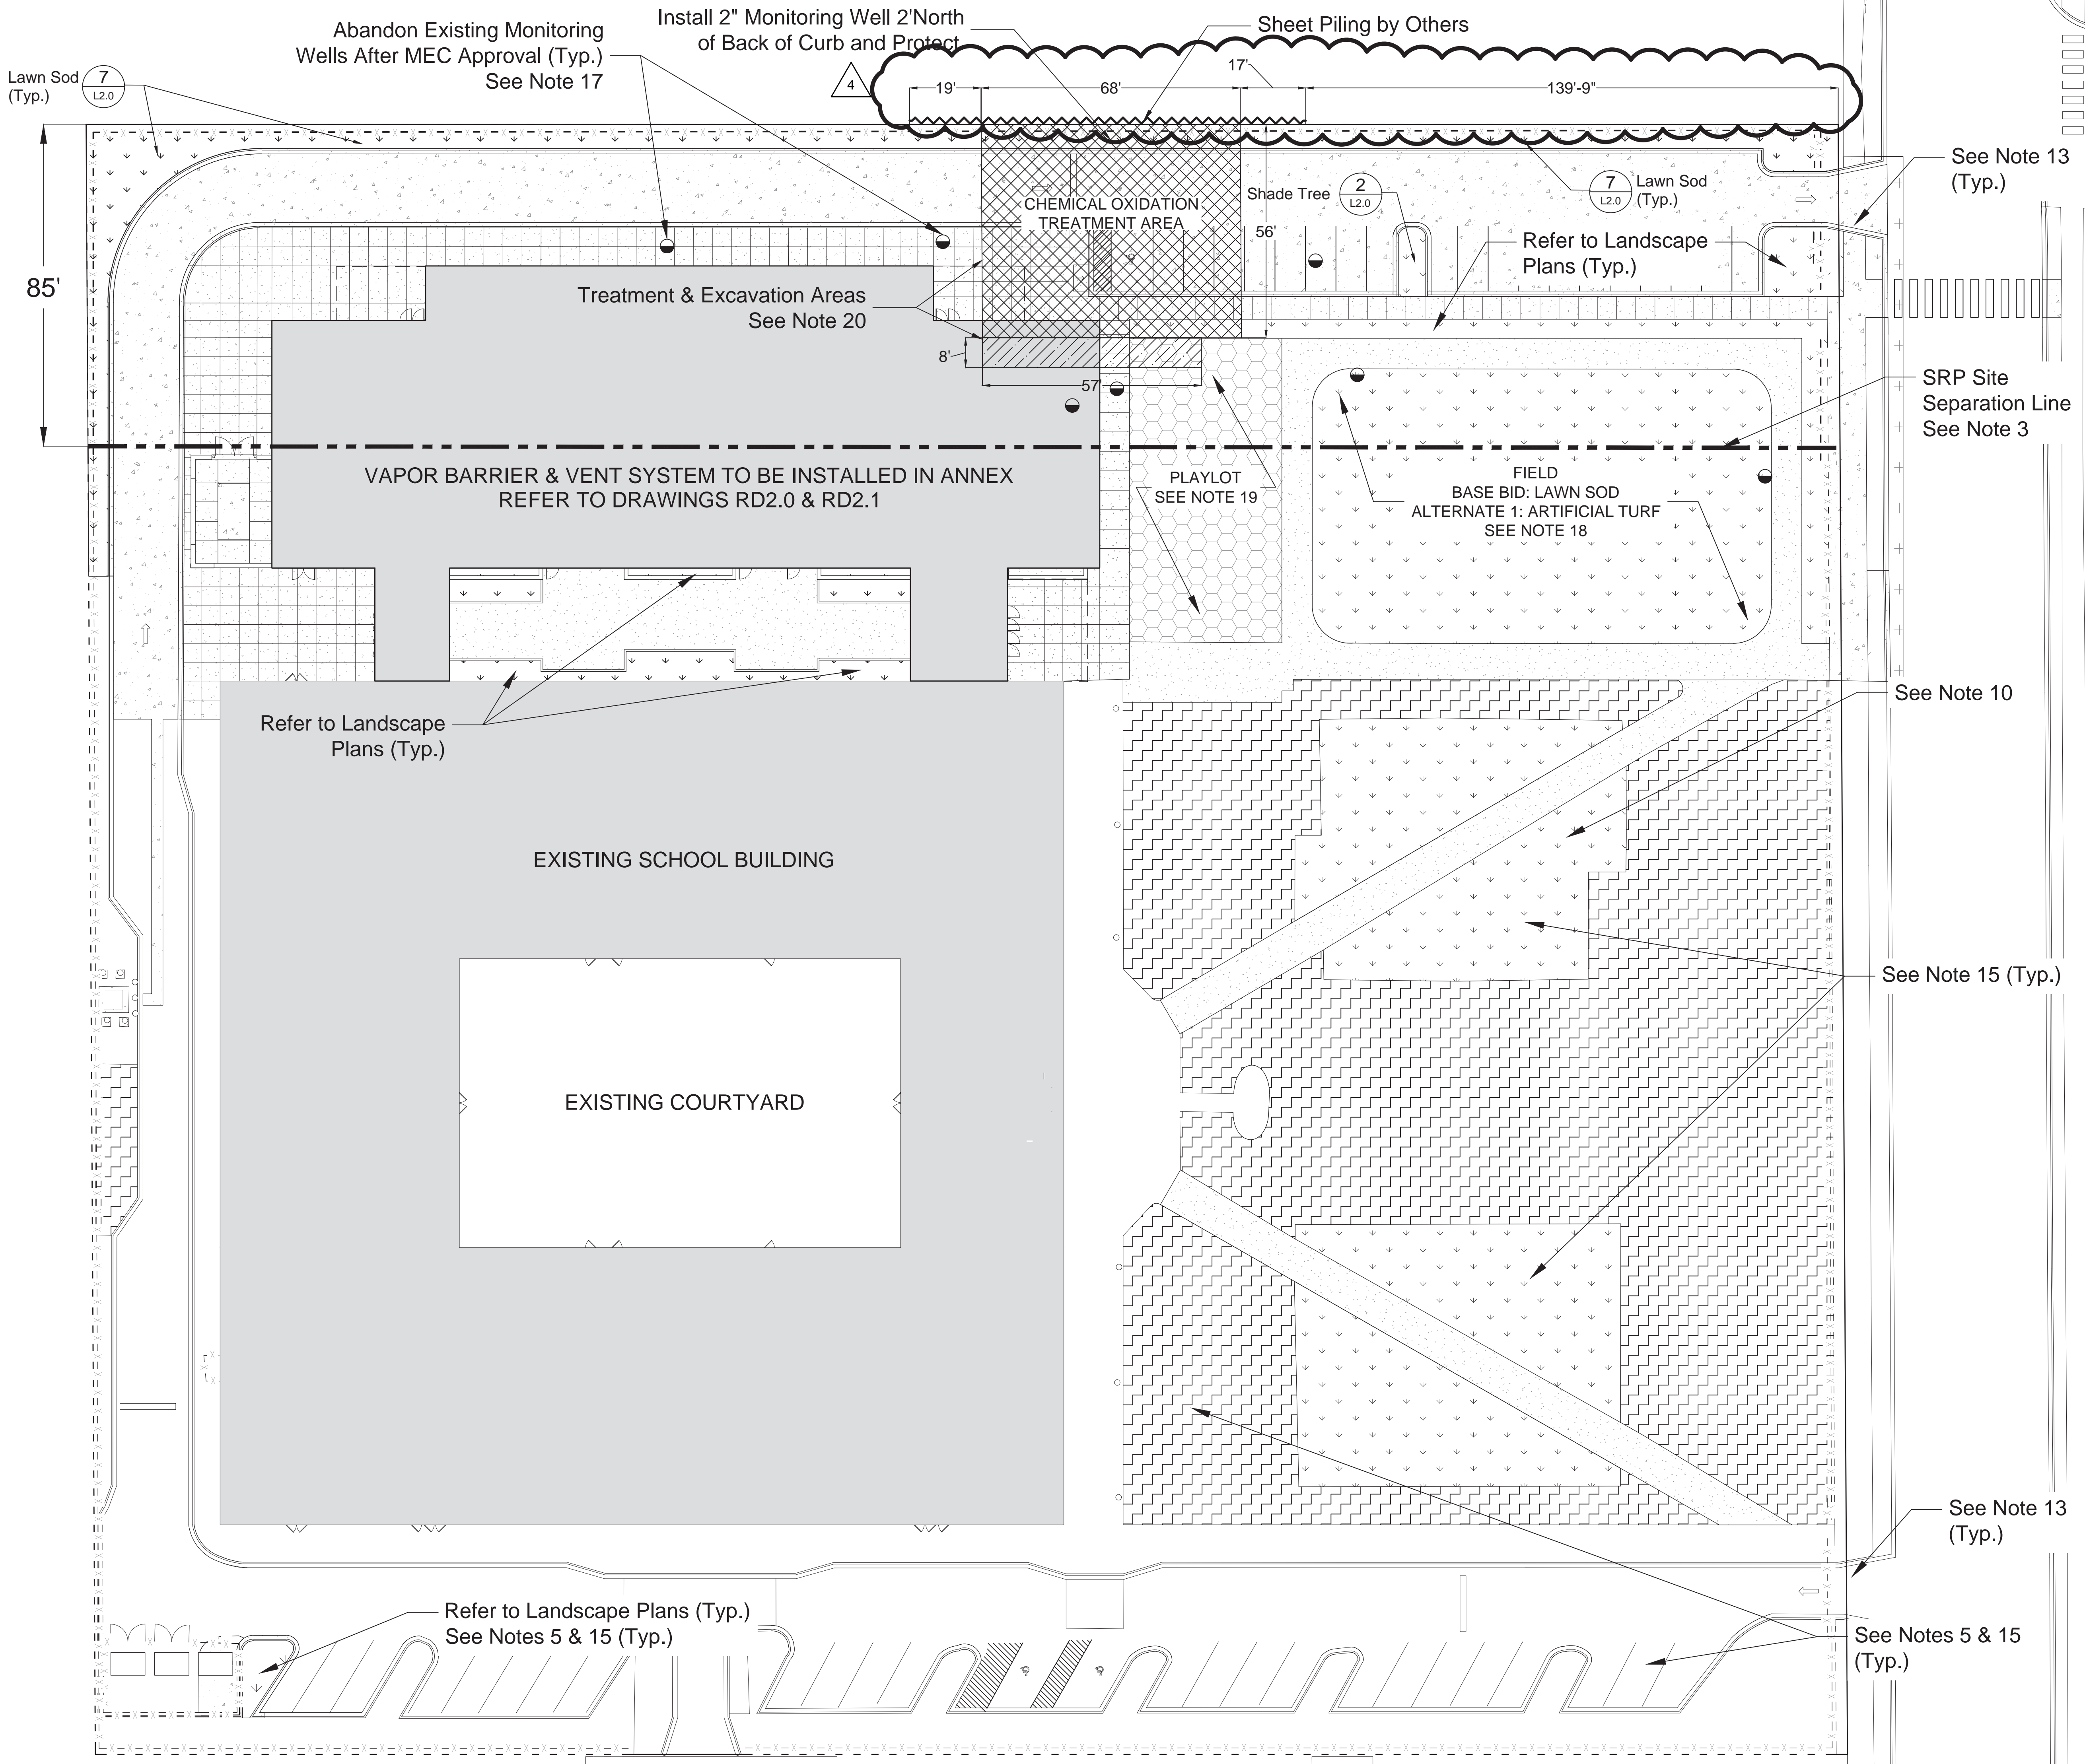 Abandon Existing Monitoring
Wells After MEC Approval (Typ.)
See Note 17
Install 2" Monitoring Well 2'North
of Back of Curb and Protect
Sheet Piling by Others
Lawn Sod
(Typ.)
7
L2.0
4
19'
68'
17'
139'-9"
85'
See Note 13
(Typ.)
CHEMICAL OXIDATION
TREATMENT AREA
Shade Tree
2
L2.0
7
L2.0
Lawn Sod
(Typ.)
56'
Refer to Landscape
Plans (Typ.)
Treatment & Excavation Areas
See Note 20
8'
57'
SRP Site
Separation Line
See Note 3
VAPOR BARRIER & VENT SYSTEM TO BE INSTALLED IN ANNEX
REFER TO DRAWINGS RD2.0 & RD2.1
PLAYLOT
SEE NOTE 19
FIELD
BASE BID: LAWN SOD
ALTERNATE 1: ARTIFICIAL TURF
SEE NOTE 18
See Note 10
Refer to Landscape
Plans (Typ.)
EXISTING SCHOOL BUILDING
See Note 15 (Typ.)
EXISTING COURTYARD
See Note 13
(Typ.)
Refer to Landscape Plans (Typ.)
See Notes 5 & 15 (Typ.)
See Notes 5 & 15
(Typ.)